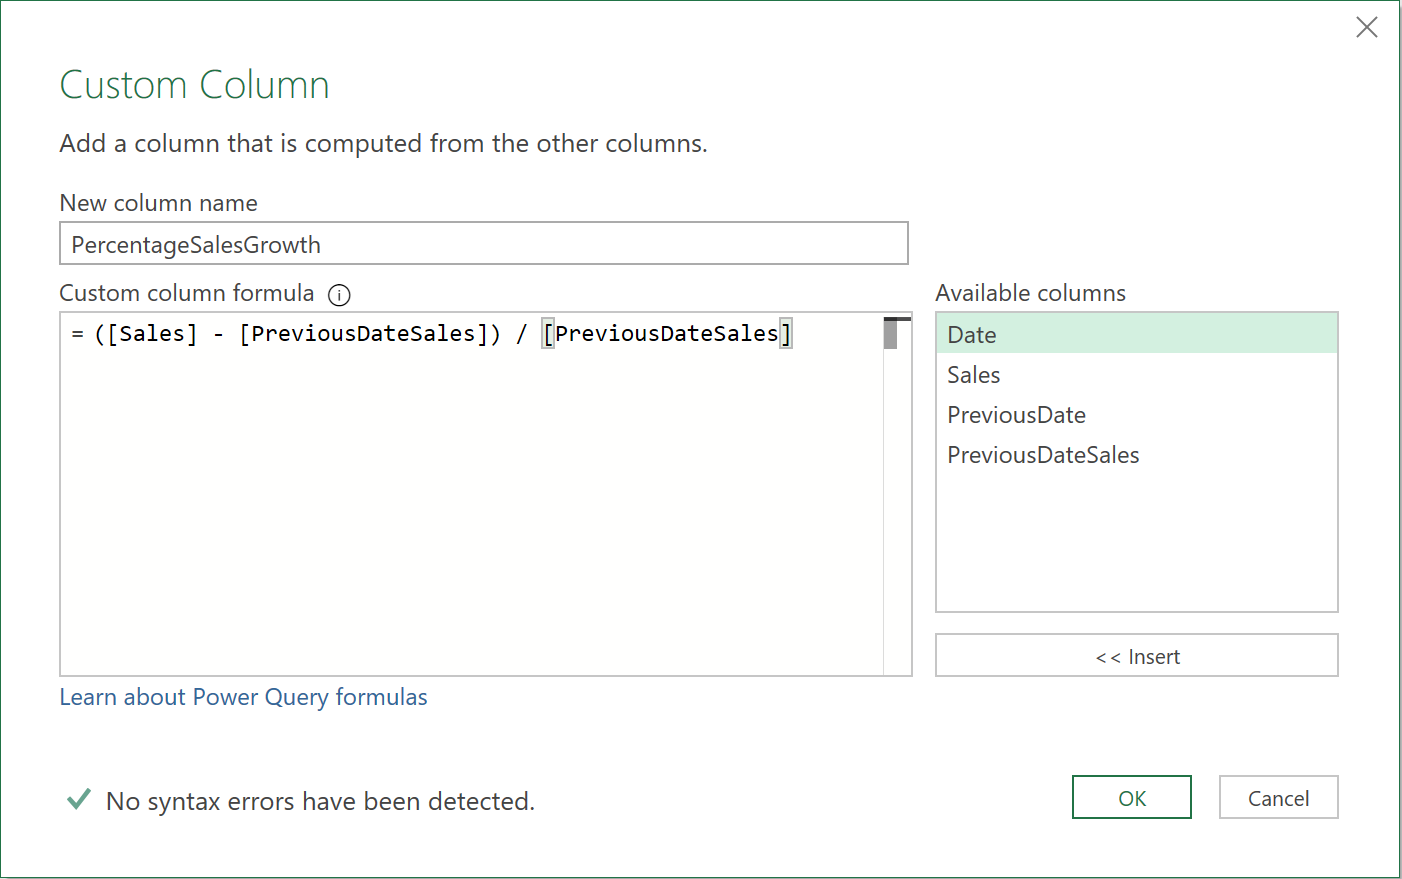 Custom Column
Add a column that is computed from the other columns.
New column name
PercentageSalesGrowth
Custom column formula
= ([Sales] - [PreviousDateSales]) / [PreviousDateSales]
Available columns
Date
Sales
PreviousDate
PreviousDateSales
<< Insert
Learn about Power Query formulas
No syntax errors have been detected.
OK
Cancel